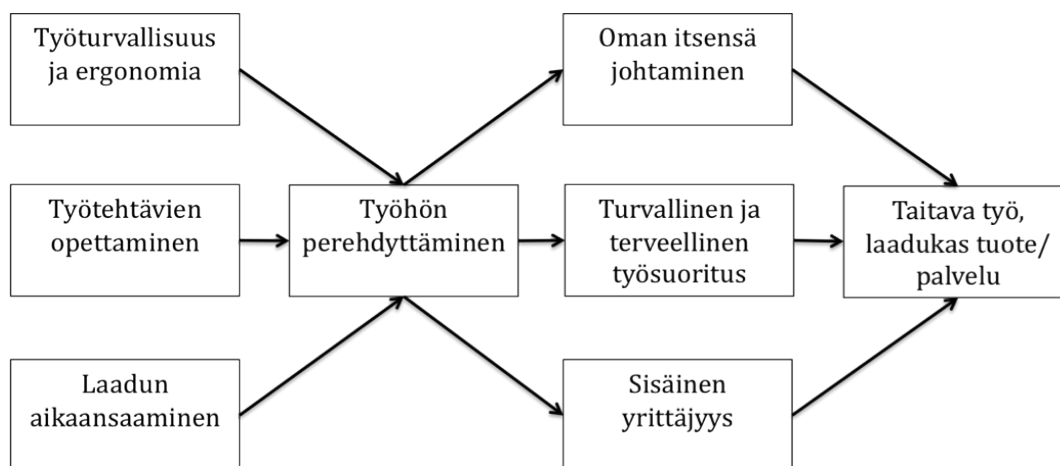 Työturvallisuus
ja ergonomia
Oman itsensä
johtaminen
Työtehtävien
opettaminen
Työhön
perehdyttäminen
Turvallinen ja
terveellinen
työsuoritus
Taitava työ,
laadukas tuote/
palvelu
Laadun
aikaansaaminen
Sisäinen
yrittäjyys